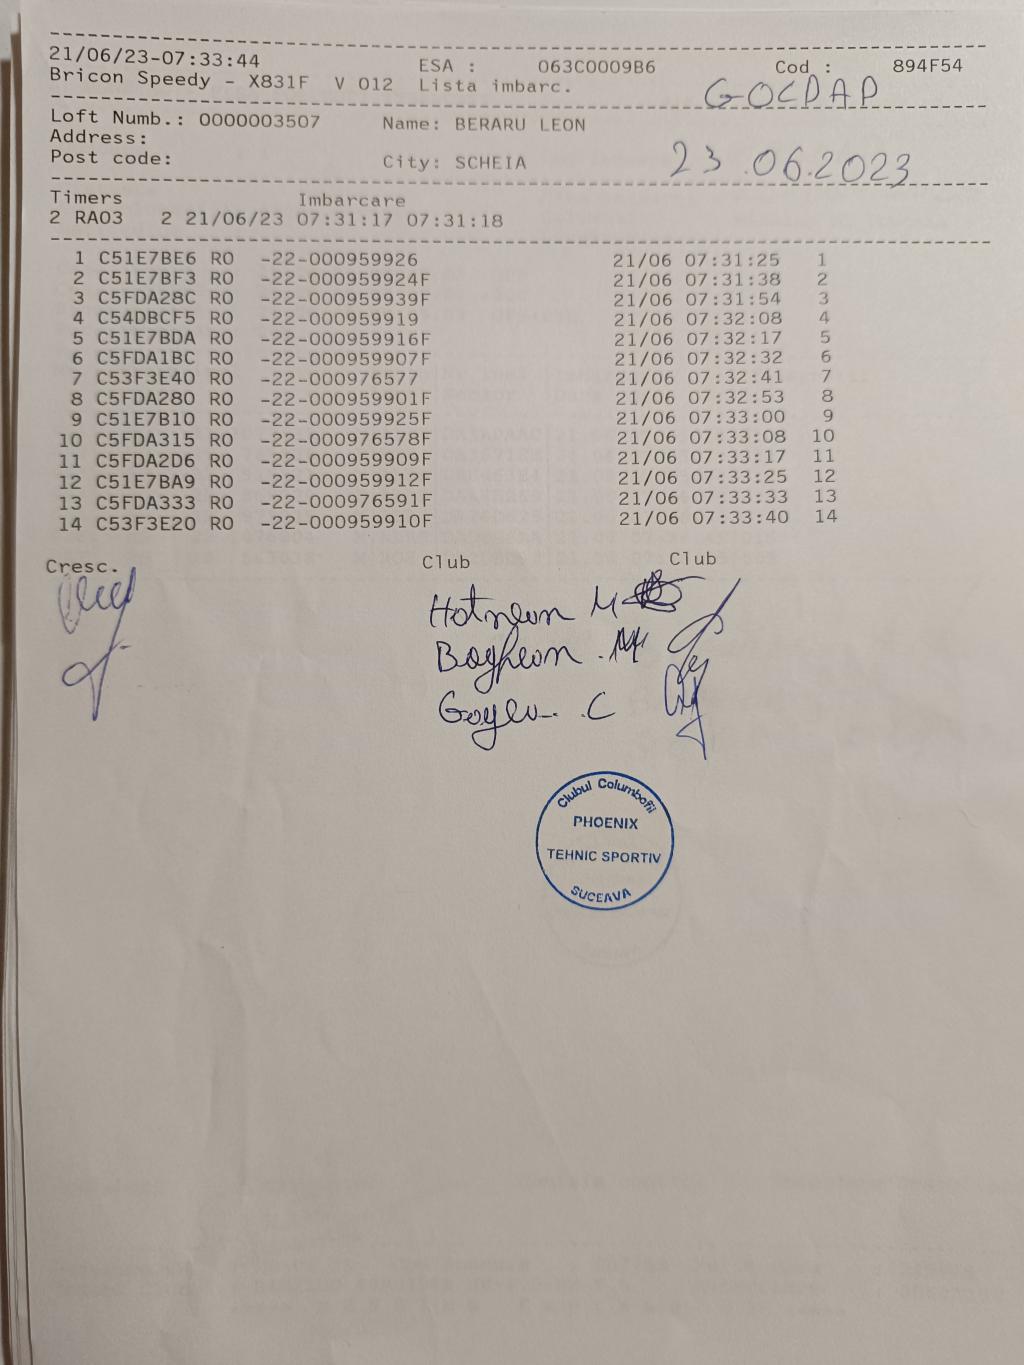 21/06/23-07:33:44 ESA : 063C0009B6 Cod : 894F54
Bricon Speedy - X831F V 012 Lista imbarc.
GOCDAP
Loft Numb.: 0000003507 Name: BERARU LEON
Address:
Post code: City: SCHEIA
23.06.2023
Timers Imbarcare
2 RA03 2 21/06/23 07:31:17 07:31:18
1 C51E7BE6 RO -22-000959926 21/06 07:31:25 1
2 C51E7BF3 RO -22-000959924F 21/06 07:31:38 2
3 C5FDA28C RO -22-000959939F 21/06 07:31:54 3
4 C54DBCF5 RO -22-000959919 21/06 07:32:08 4
5 C51E7BDA RO -22-000959916F 21/06 07:32:17 5
6 C5FDA1BC RO -22-000959907F 21/06 07:32:32 6
7 C53F3E40 RO -22-000976577 21/06 07:32:41 7
8 C5FDA280 RO -22-000959901F 21/06 07:32:53 8
9 C51E7B10 RO -22-000959925F 21/06 07:33:00 9
10 C5FDA315 RO -22-000976578F 21/06 07:33:08 10
11 C5FDA2D6 RO -22-000959909F 21/06 07:33:17 11
12 C51E7BA9 RO -22-000959912F 21/06 07:33:25 12
13 C5FDA333 RO -22-000976591F 21/06 07:33:33 13
14 C53F3E20 RO -22-000959910F 21/06 07:33:40 14
Cresc. Club Club
Clubul Columbofil
PHOENIX
TEHNIC SPORTIV
SUCEAVA